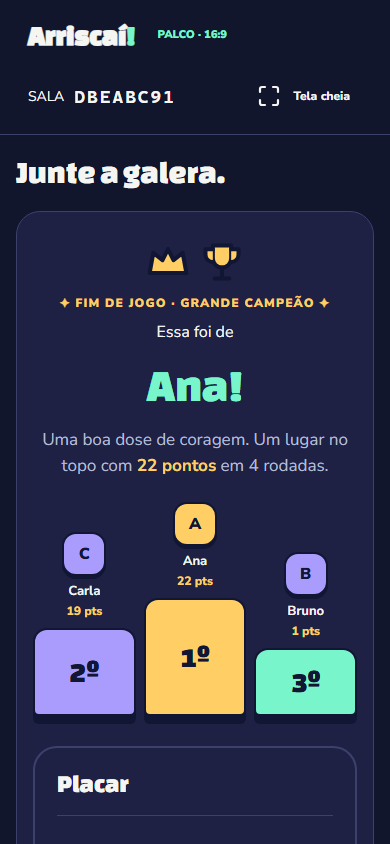 Arriscaí!
PALCO · 16:9
SALA DBEABC91
Tela cheia
Junte a galera.
✦ FIM DE JOGO · GRANDE CAMPEÃO ✦
Essa foi de
Ana!
Uma boa dose de coragem. Um lugar no
topo com 22 pontos em 4 rodadas.
A
Ana
22 pts
C
Carla
19 pts
B
Bruno
1 pts
2º
1º
3º
Placar